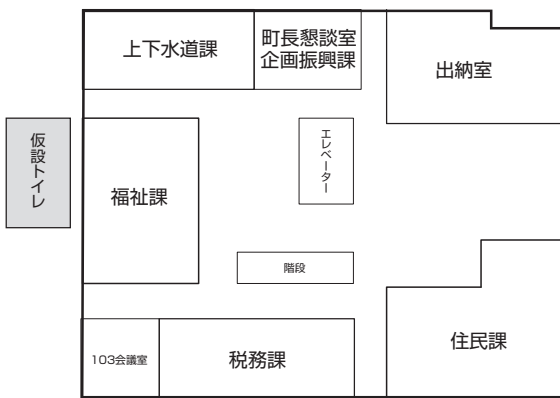 上下水道課
町長懇談室
企画振興課
出納室
仮設トイレ
エレベーター
福祉課
階段
103会議室
税務課
住民課